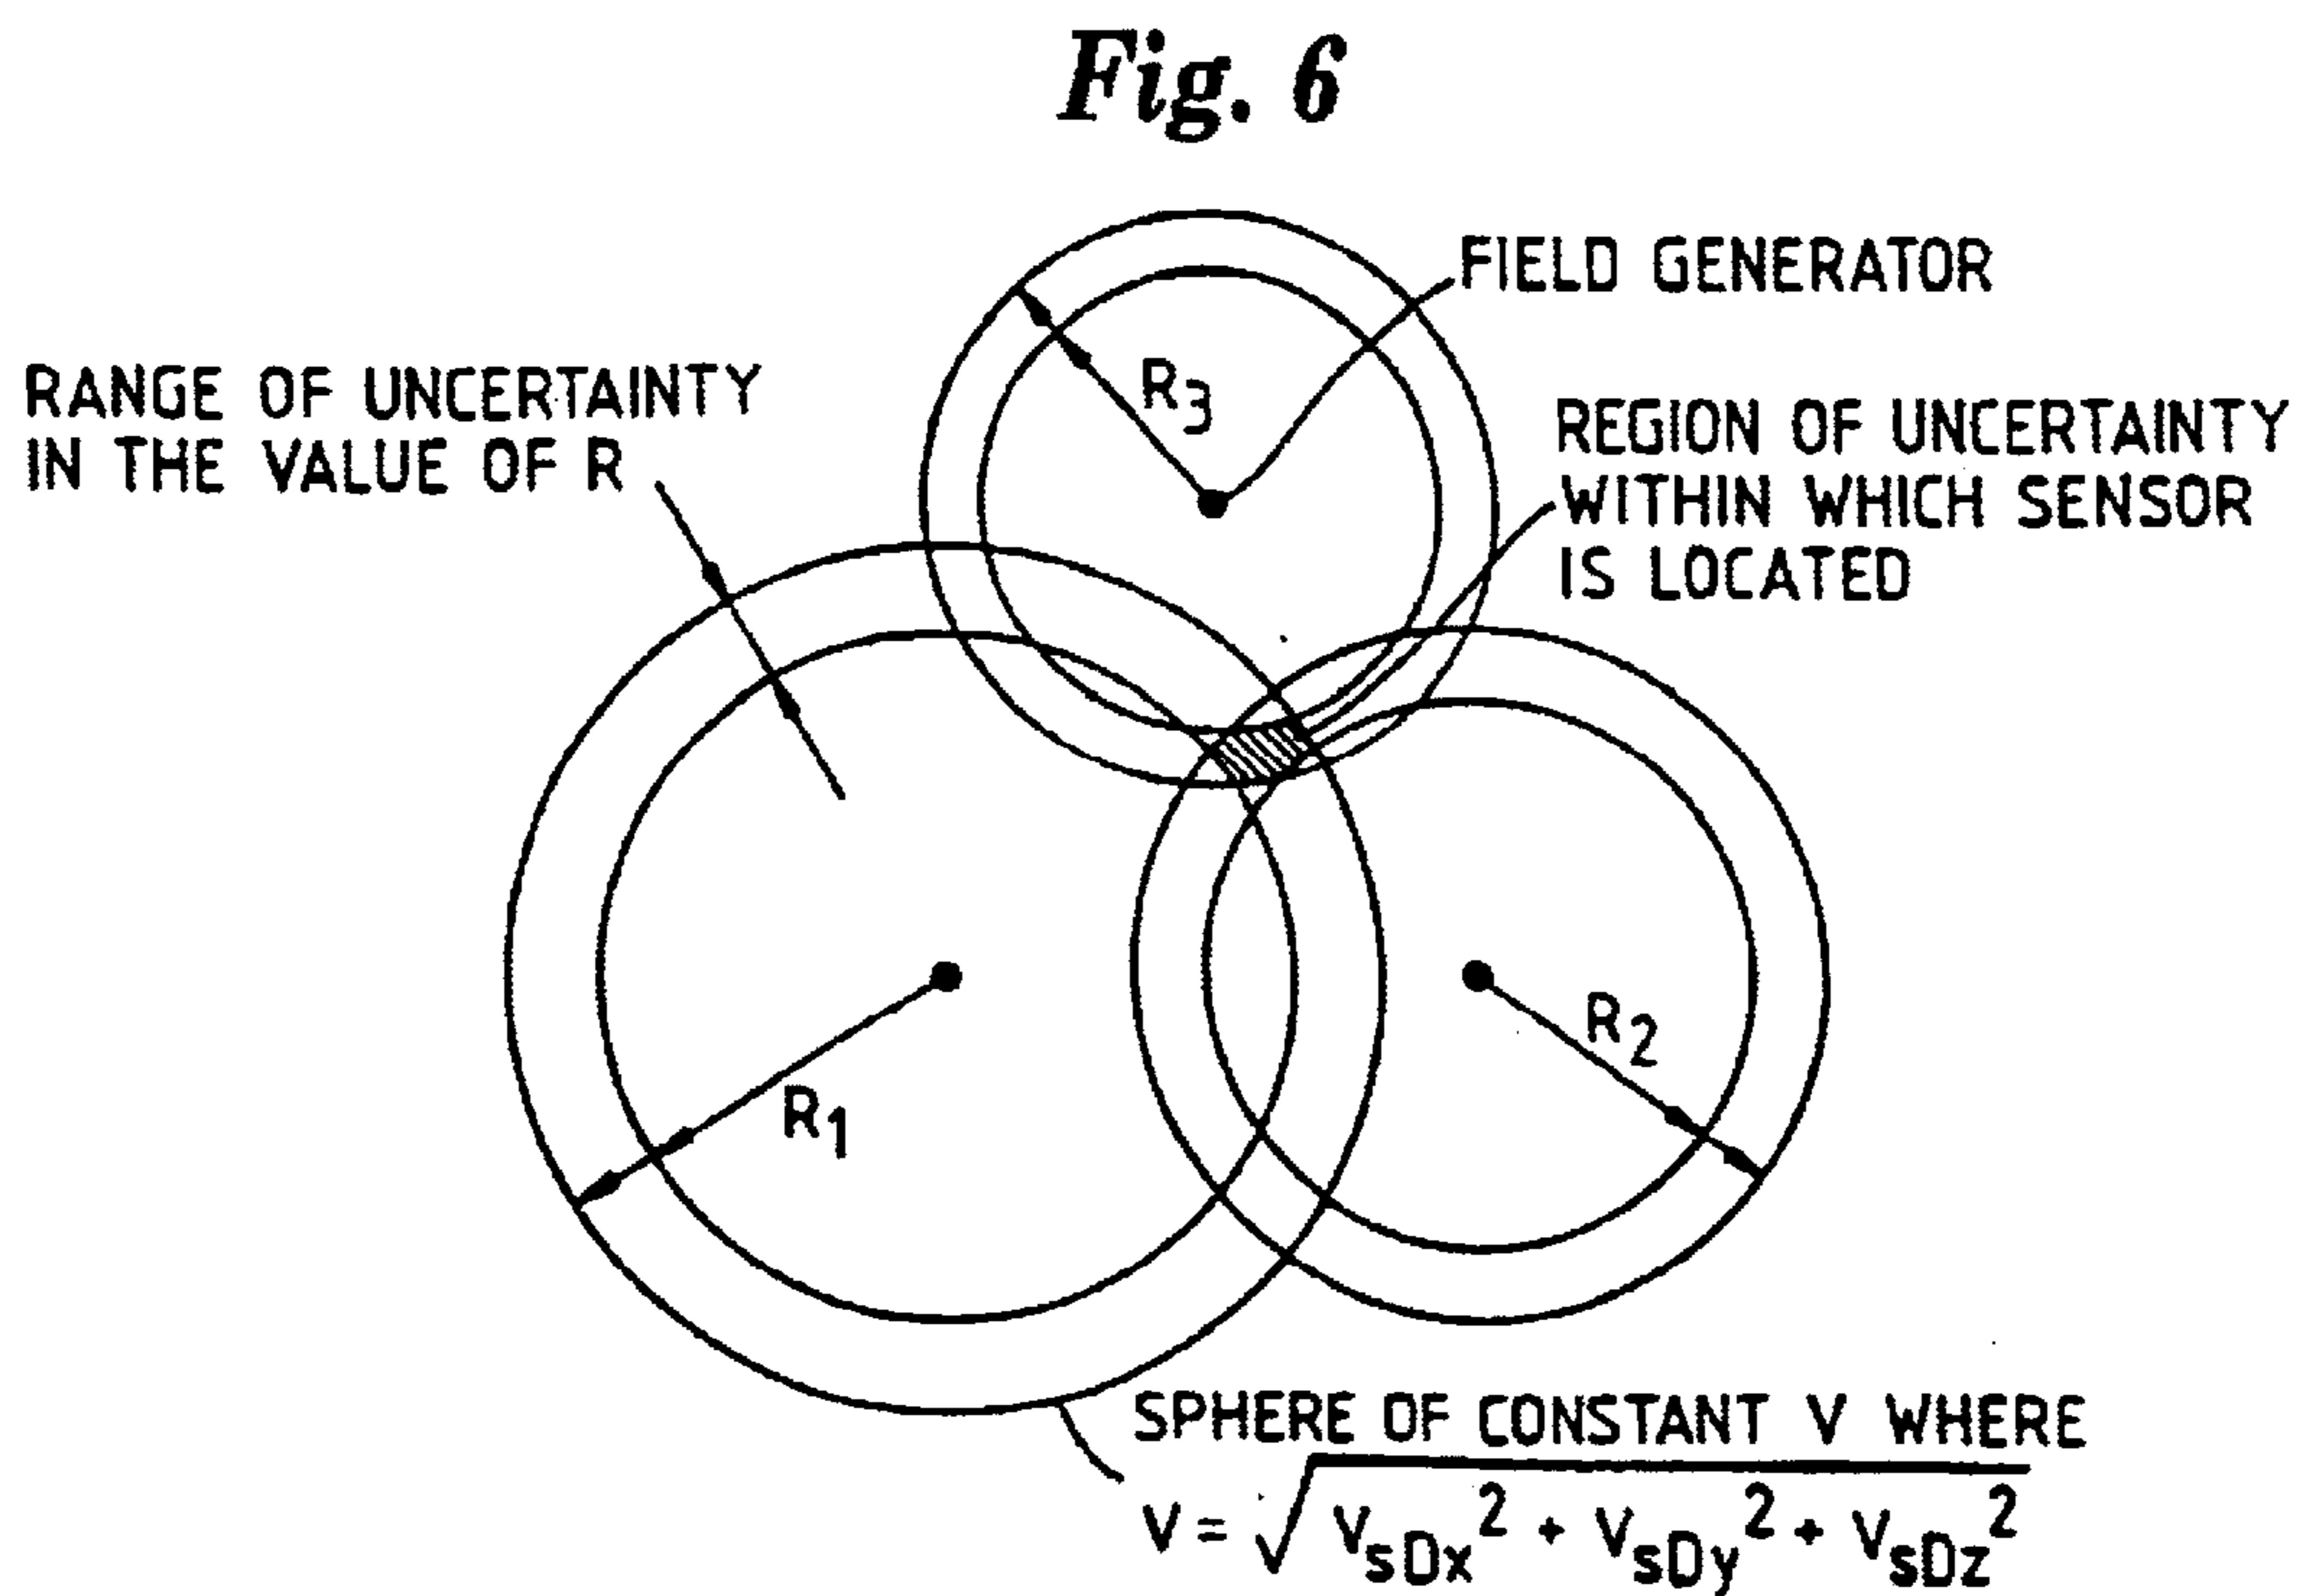 Fig. 6
FIELD GENERATOR
RANGE OF UNCERTAINTY
IN THE VALUE OF R
R3
REGION OF UNCERTAINTY
WITHIN WHICH SENSOR
IS LOCATED
R1
R2
SPHERE OF CONSTANT V WHERE
V = √ VsDx² + VsDy² + VsDz²